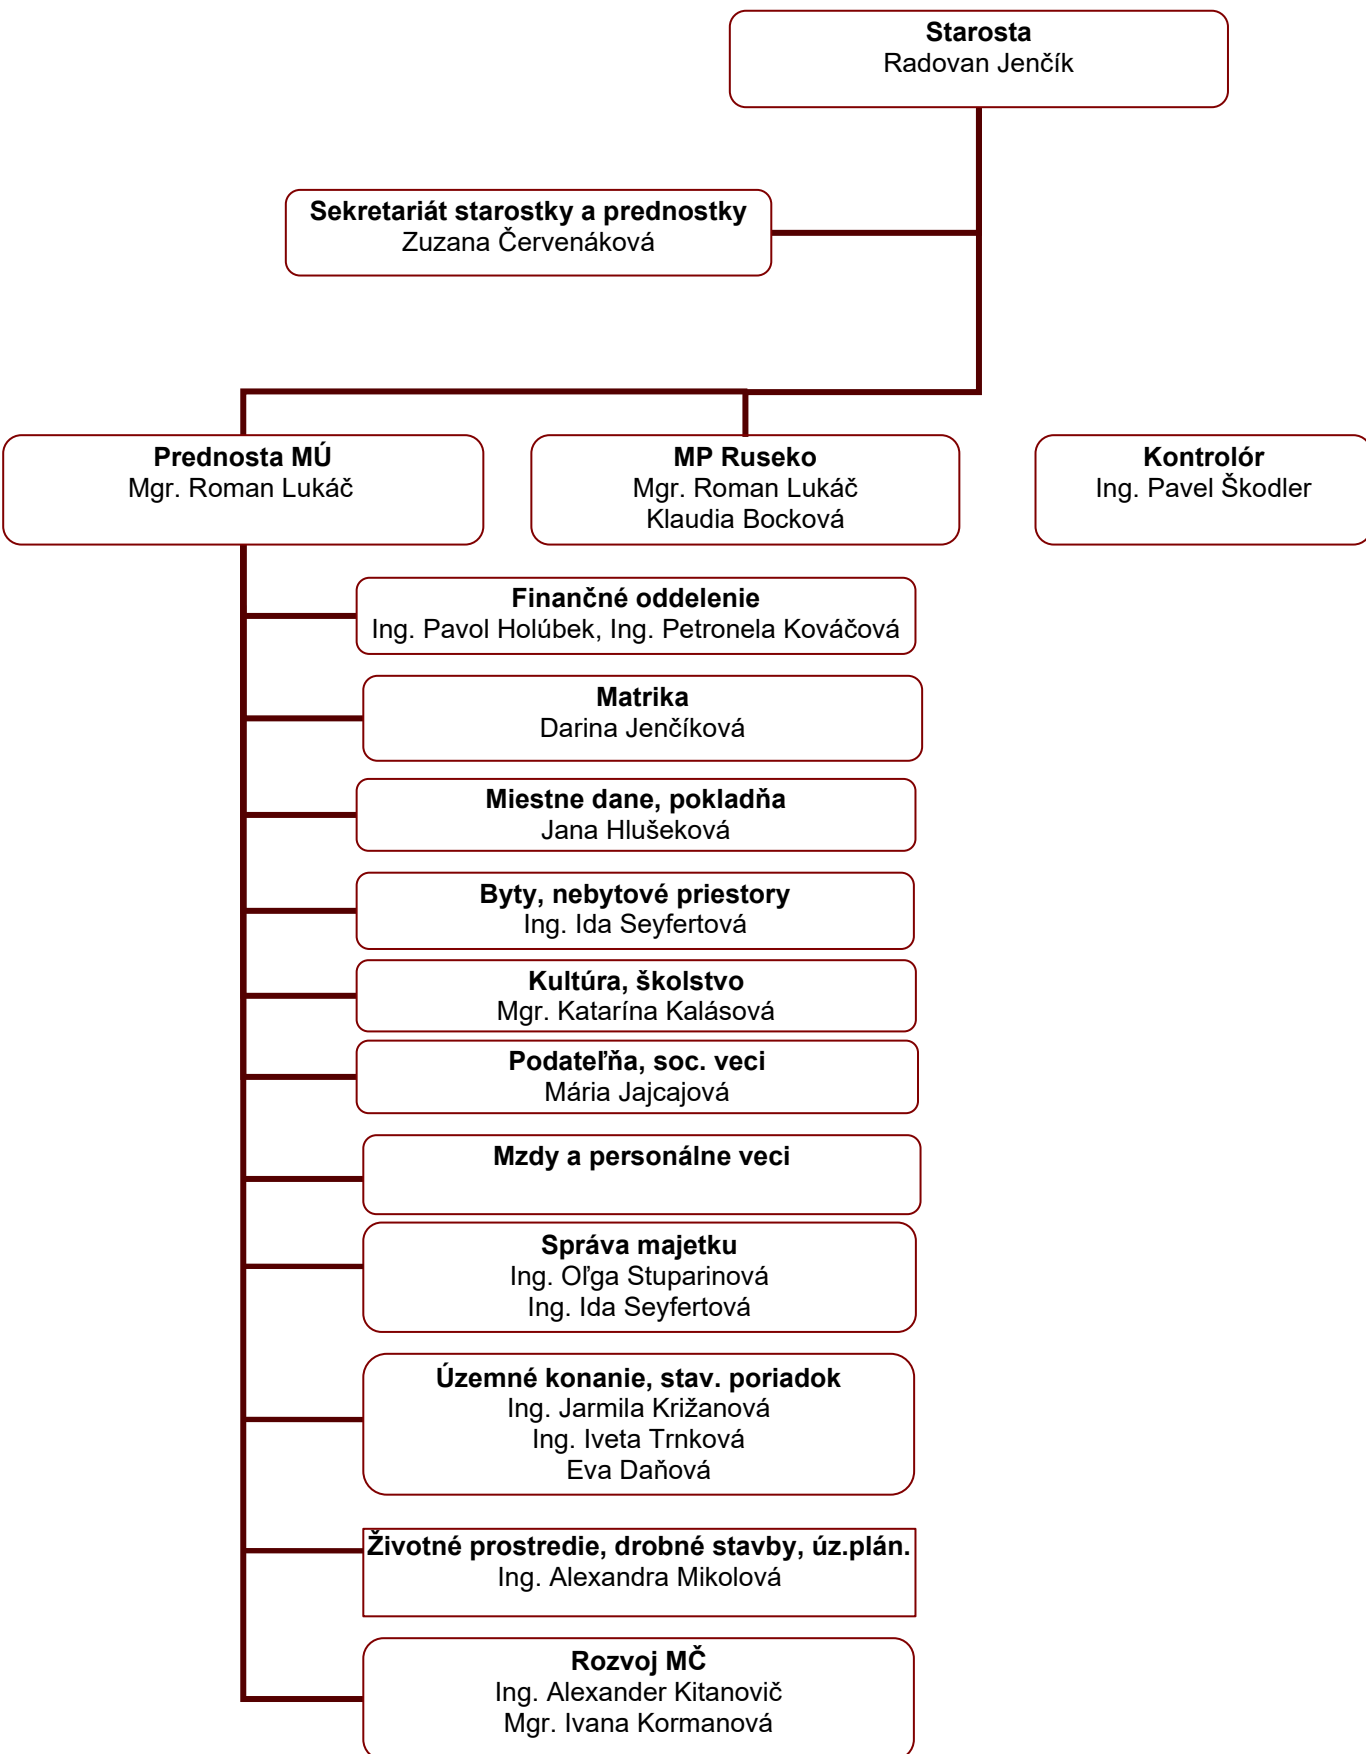 Starosta
Radovan Jenčík
Sekretariát starostky a prednostky
Zuzana Červenáková
Prednosta MÚ
Mgr. Roman Lukáč
MP Ruseko
Mgr. Roman Lukáč
Klaudia Bocková
Kontrolór
Ing. Pavel Škodler
Finančné oddelenie
Ing. Pavol Holúbek, Ing. Petronela Kováčová
Matrika
Darina Jenčíková
Miestne dane, pokladňa
Jana Hlušeková
Byty, nebytové priestory
Ing. Ida Seyfertová
Kultúra, školstvo
Mgr. Katarína Kalásová
Podateľňa, soc. veci
Mária Jajcajová
Mzdy a personálne veci
Správa majetku
Ing. Oľga Stuparinová
Ing. Ida Seyfertová
Územné konanie, stav. poriadok
Ing. Jarmila Križanová
Ing. Iveta Trnková
Eva Daňová
Životné prostredie, drobné stavby, úz.plán.
Ing. Alexandra Mikolová
Rozvoj MČ
Ing. Alexander Kitanovič
Mgr. Ivana Kormanová